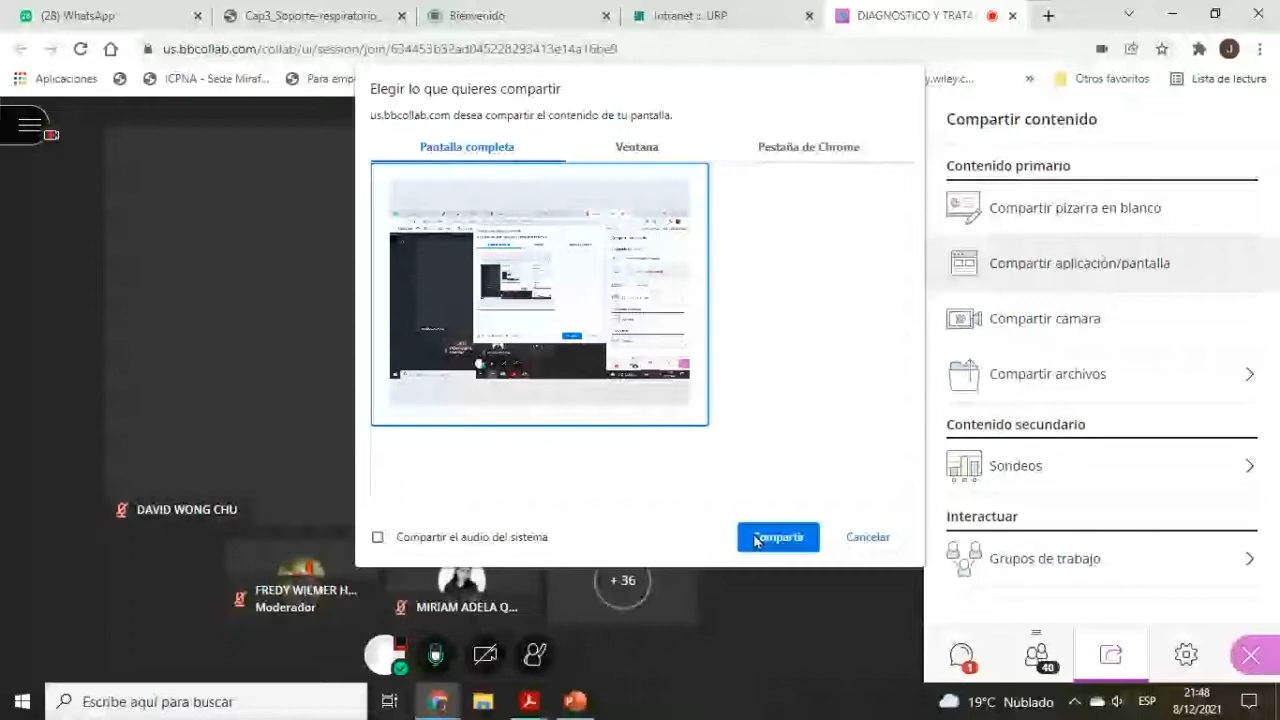 (28) WhatsApp
Cap3_Soporte-respiratorio_
Bienvenido
Intranet :: URP
DIAGNOSTICO Y TRATA
us.bbcollab.com/collab/ui/session/join/
Aplicaciones
ICPNA - Sede Miraf...
Para emp
y.wiley.c...
»
Otros favoritos
Lista de lectura
Elegir lo que quieres compartir
us.bbcollab.com desea compartir el contenido de tu pantalla.
Pantalla completa
Ventana
Pestaña de Chrome
Compartir el audio del sistema
Compartir
Cancelar
Compartir contenido
Contenido primario
Compartir pizarra en blanco
Compartir aplicación/pantalla
Compartir cámara
Compartir archivos
Contenido secundario
Sondeos
Interactuar
Grupos de trabajo
DAVID WONG CHU
FREDY WILMER H...
Moderador
MIRIAM ADELA Q...
+ 36
1
40
Escribe aquí para buscar
19°C Nublado
ESP
21:48
8/12/2021